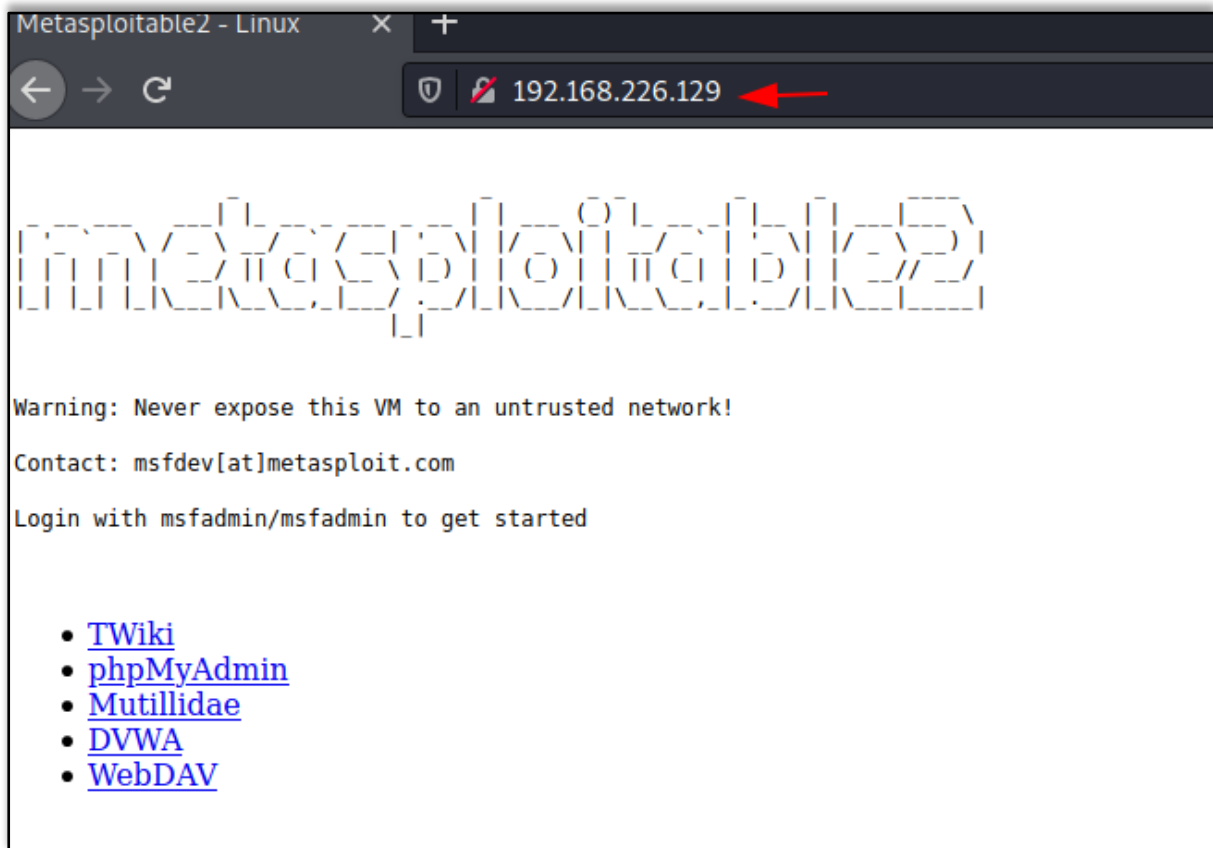 Metasploitable2 - Linux
192.168.226.129
metasploitable2
Warning: Never expose this VM to an untrusted network!
Contact: msfdev[at]metasploit.com
Login with msfadmin/msfadmin to get started
TWiki
phpMyAdmin
Mutillidae
DVWA
WebDAV